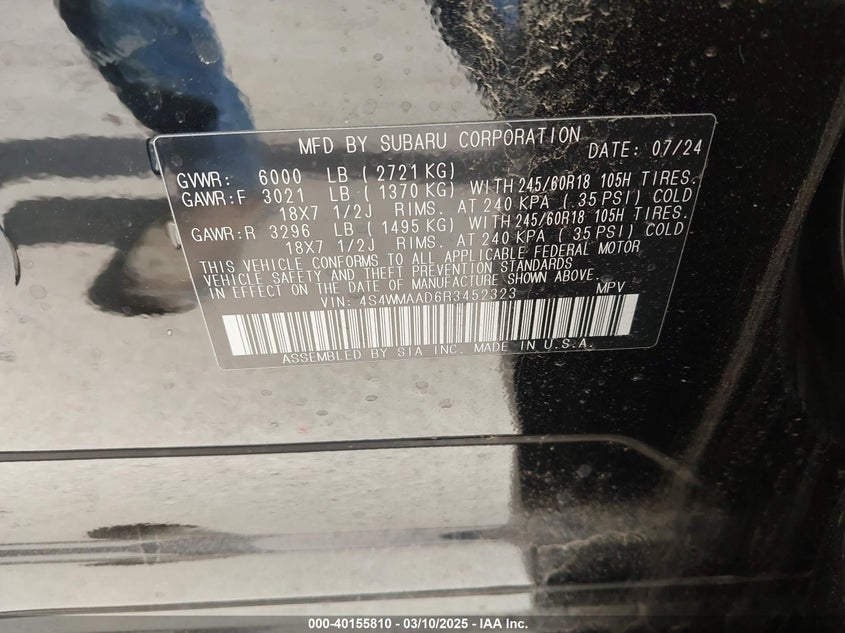 MFD BY SUBARU CORPORATION DATE: 07/24
GVWR: 6000 LB ( 2721 KG)
GAWR:F 3021 LB ( 1370 KG) WITH 245/60R18 105H TIRES.
18X7 1/2J RIMS. AT 240 KPA ( 35 PSI) COLD
GAWR:R 3296 LB ( 1495 KG) WITH 245/60R18 105H TIRES.
18X7 1/2J RIMS. AT 240 KPA ( 35 PSI) COLD
THIS VEHICLE CONFORMS TO ALL APPLICABLE FEDERAL MOTOR
VEHICLE SAFETY AND THEFT PREVENTION STANDARDS
IN EFFECT ON THE DATE OF MANUFACTURE SHOWN ABOVE.
VIN: 4S4WMAAD6R3452323 MPV
ASSEMBLED BY SIA INC. MADE IN U.S.A.
000-40155810 - 03/10/2025 - IAA Inc.